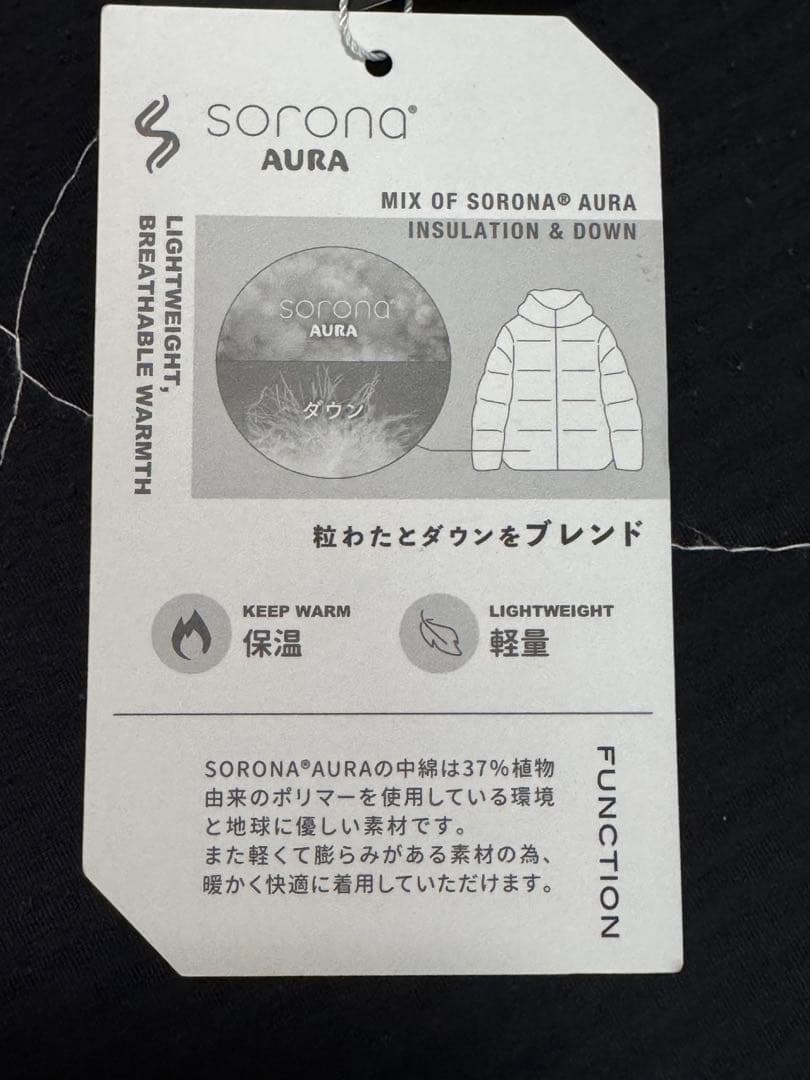 sorona®
AURA
MIX OF SORONA® AURA
INSULATION & DOWN
LIGHTWEIGHT,
BREATHABLE WARMTH
sorona®
AURA
ダウン
粒わたとダウンをブレンド
KEEP WARM
保温
LIGHTWEIGHT
軽量
SORONA®AURAの中綿は37%植物
由来のポリマーを使用している環境
と地球に優しい素材です。
また軽くて膨らみがある素材の為、
暖かく快適に着用していただけます。
FUNCTION